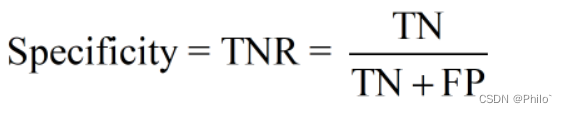 Specificity = TNR = TN / TN + FP
CSDN @Philo`